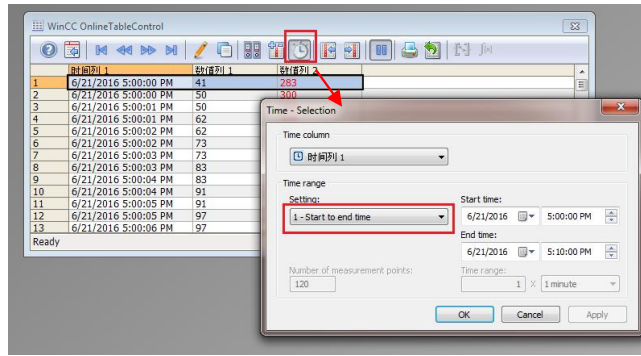 WinCC OnlineTableControl
时间列 1 数值列 1 数值列 2
1 6/21/2016 5:00:00 PM 41 283
2 6/21/2016 5:00:00 PM 50 300
3 6/21/2016 5:00:01 PM 50
4 6/21/2016 5:00:01 PM 62
5 6/21/2016 5:00:02 PM 62
6 6/21/2016 5:00:02 PM 73
7 6/21/2016 5:00:03 PM 73
8 6/21/2016 5:00:03 PM 83
9 6/21/2016 5:00:04 PM 83
10 6/21/2016 5:00:04 PM 91
11 6/21/2016 5:00:05 PM 91
12 6/21/2016 5:00:05 PM 97
13 6/21/2016 5:00:06 PM 97
Ready
Time - Selection
Time column
时间列 1
Time range
Setting:
1 - Start to end time
Start time:
6/21/2016 5:00:00 PM
End time:
6/21/2016 5:10:00 PM
Number of measurement points:
120
Time range:
1 X 1 minute
OK Cancel Apply